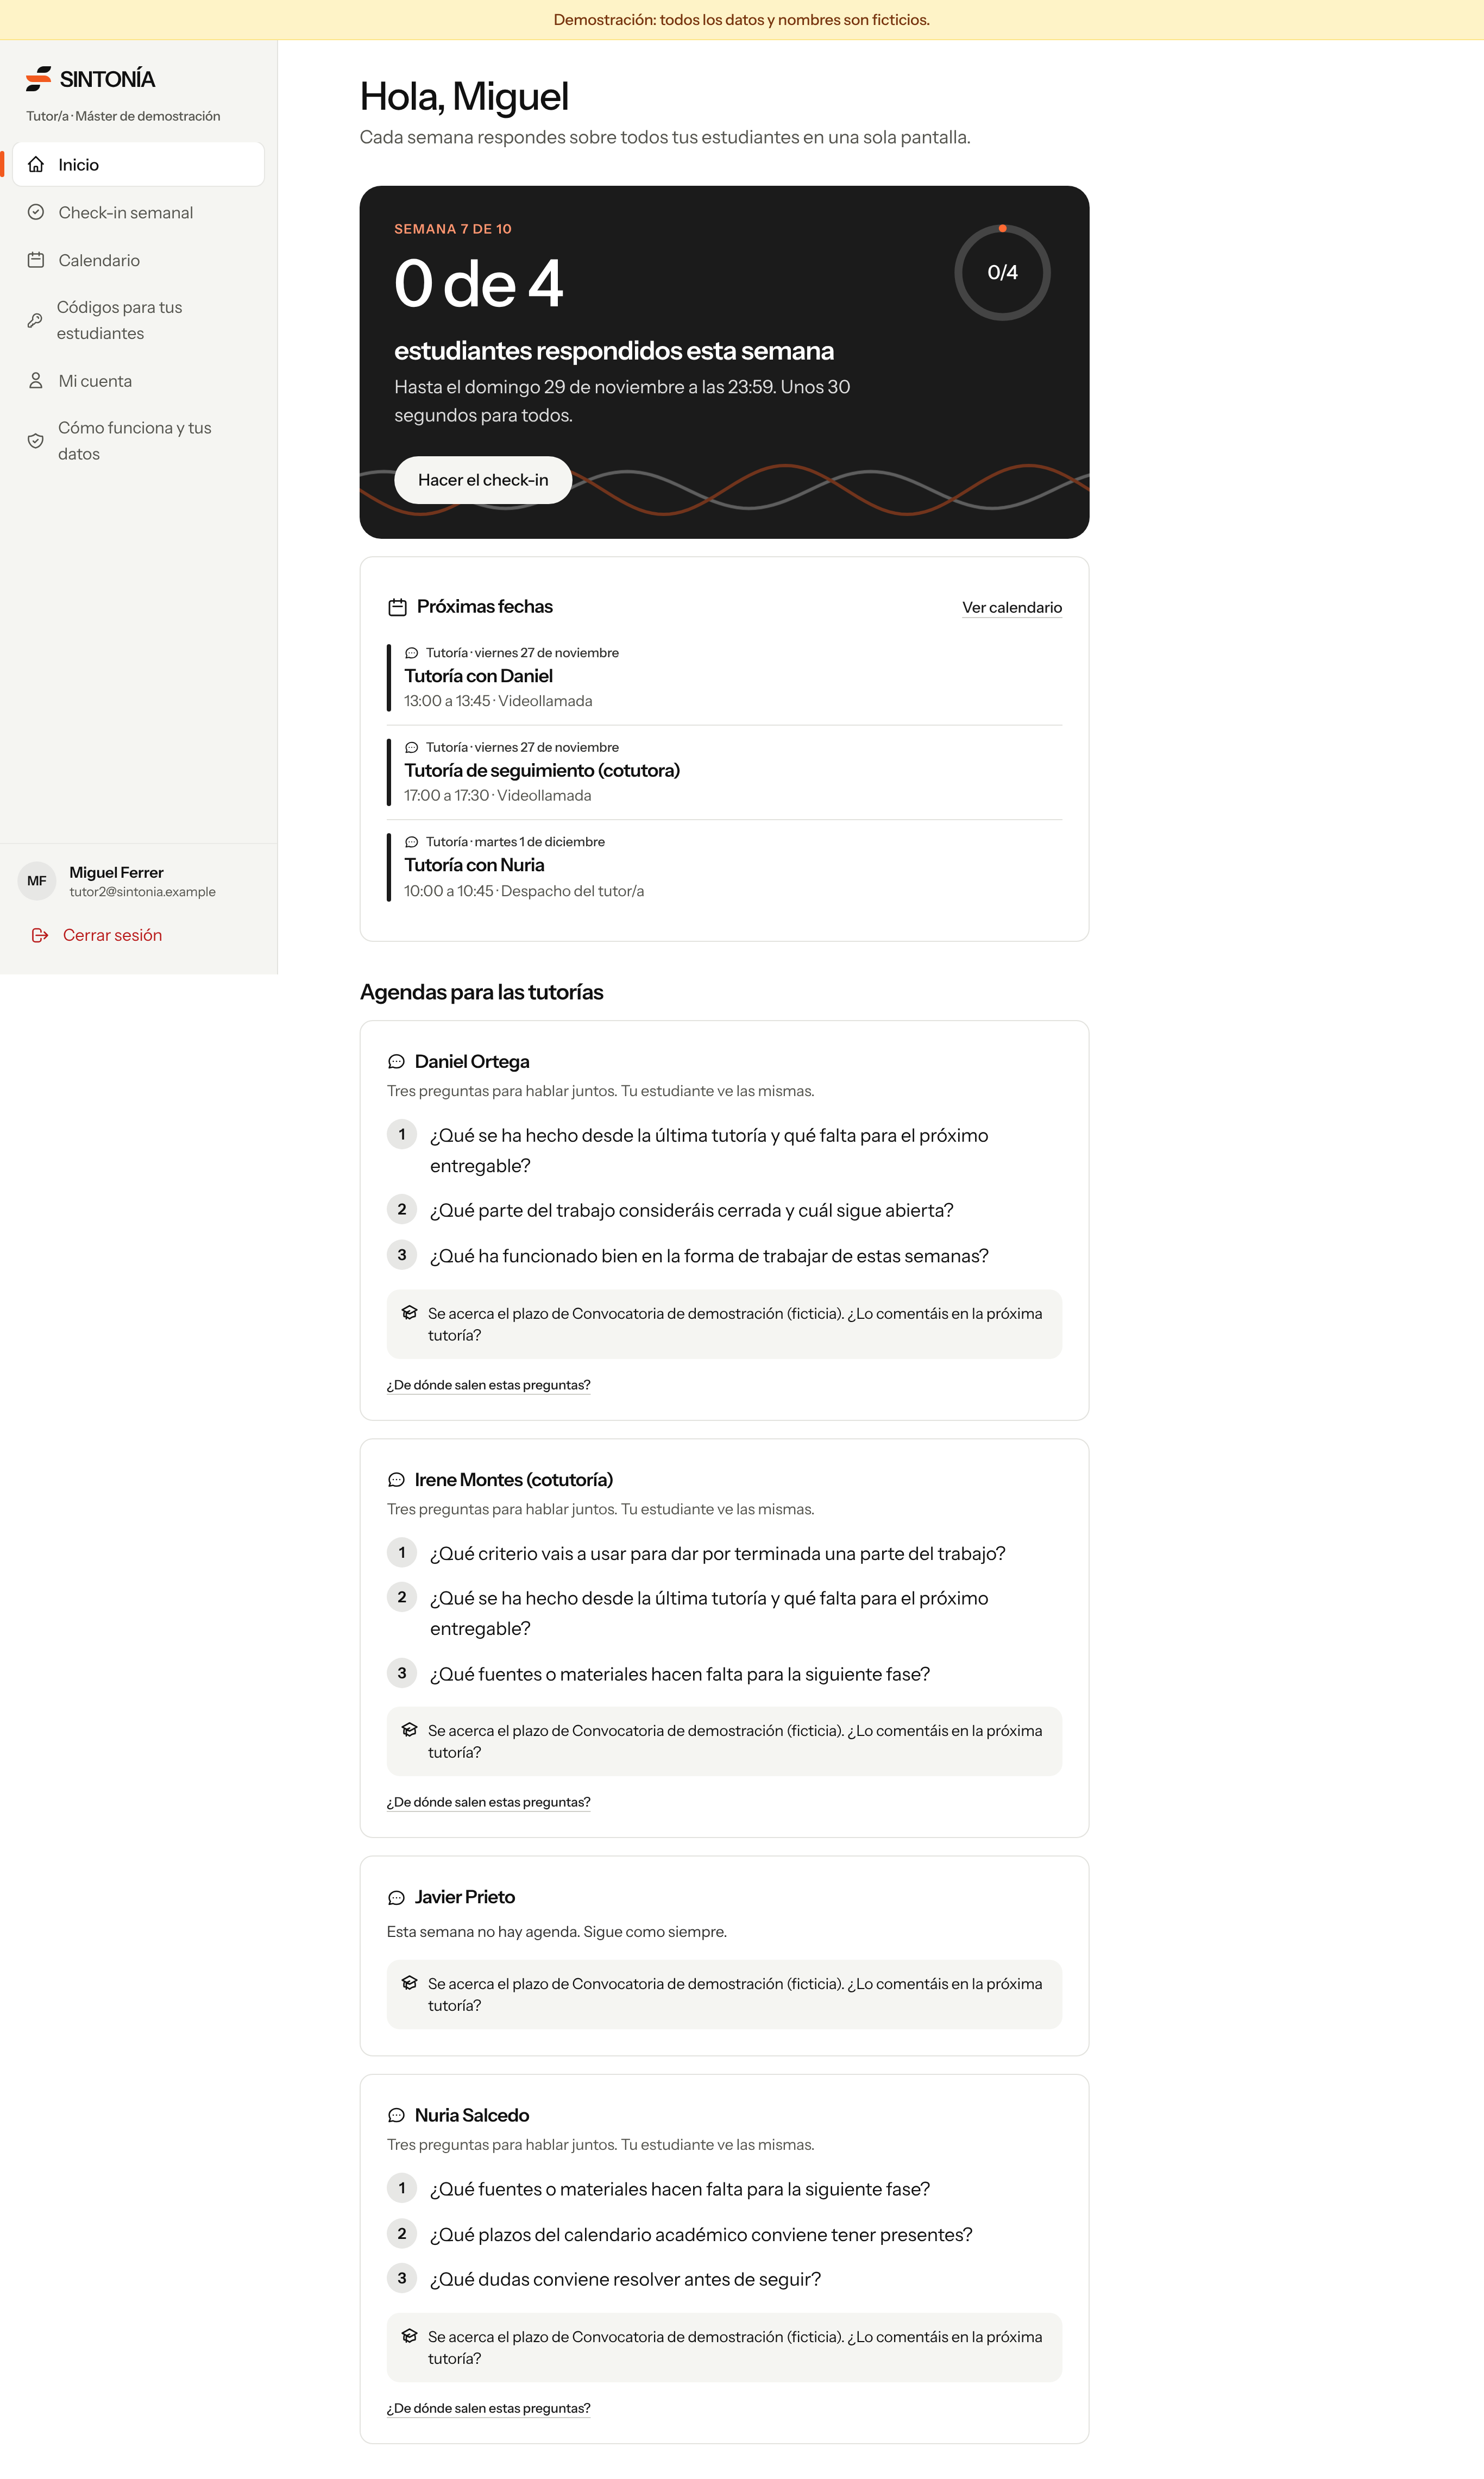 Demostración: todos los datos y nombres son ficticios.
SINTONÍA
Tutor/a · Máster de demostración
Inicio
Check-in semanal
Calendario
Códigos para tus
estudiantes
Mi cuenta
Cómo funciona y tus
datos
MF
Miguel Ferrer
tutor2@sintonia.example
Cerrar sesión
Hola, Miguel
Cada semana respondes sobre todos tus estudiantes en una sola pantalla.
SEMANA 7 DE 10
0 de 4
0/4
estudiantes respondidos esta semana
Hasta el domingo 29 de noviembre a las 23:59. Unos 30
segundos para todos.
Hacer el check-in
Próximas fechas
Ver calendario
Tutoría · viernes 27 de noviembre
Tutoría con Daniel
13:00 a 13:45 · Videollamada
Tutoría · viernes 27 de noviembre
Tutoría de seguimiento (cotutora)
17:00 a 17:30 · Videollamada
Tutoría · martes 1 de diciembre
Tutoría con Nuria
10:00 a 10:45 · Despacho del tutor/a
Agendas para las tutorías
Daniel Ortega
Tres preguntas para hablar juntos. Tu estudiante ve las mismas.
1 ¿Qué se ha hecho desde la última tutoría y qué falta para el próximo
entregable?
2 ¿Qué parte del trabajo consideráis cerrada y cuál sigue abierta?
3 ¿Qué ha funcionado bien en la forma de trabajar de estas semanas?
Se acerca el plazo de Convocatoria de demostración (ficticia). ¿Lo comentáis en la próxima
tutoría?
¿De dónde salen estas preguntas?
Irene Montes (cotutoría)
Tres preguntas para hablar juntos. Tu estudiante ve las mismas.
1 ¿Qué criterio vais a usar para dar por terminada una parte del trabajo?
2 ¿Qué se ha hecho desde la última tutoría y qué falta para el próximo
entregable?
3 ¿Qué fuentes o materiales hacen falta para la siguiente fase?
Se acerca el plazo de Convocatoria de demostración (ficticia). ¿Lo comentáis en la próxima
tutoría?
¿De dónde salen estas preguntas?
Javier Prieto
Esta semana no hay agenda. Sigue como siempre.
Se acerca el plazo de Convocatoria de demostración (ficticia). ¿Lo comentáis en la próxima
tutoría?
Nuria Salcedo
Tres preguntas para hablar juntos. Tu estudiante ve las mismas.
1 ¿Qué fuentes o materiales hacen falta para la siguiente fase?
2 ¿Qué plazos del calendario académico conviene tener presentes?
3 ¿Qué dudas conviene resolver antes de seguir?
Se acerca el plazo de Convocatoria de demostración (ficticia). ¿Lo comentáis en la próxima
tutoría?
¿De dónde salen estas preguntas?